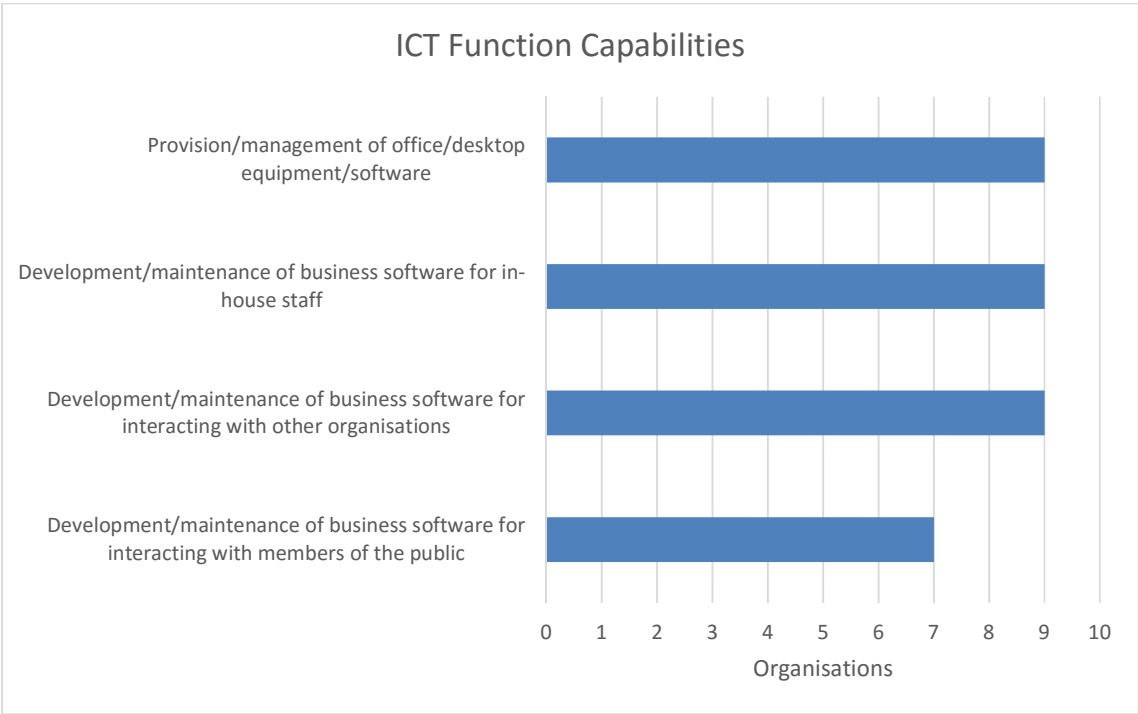 ICT Function Capabilities
Provision/management of office/desktop
equipment/software
Development/maintenance of business software for in-
house staff
Development/maintenance of business software for
interacting with other organisations
Development/maintenance of business software for
interacting with members of the public
0 1 2 3 4 5 6 7 8 9 10
Organisations